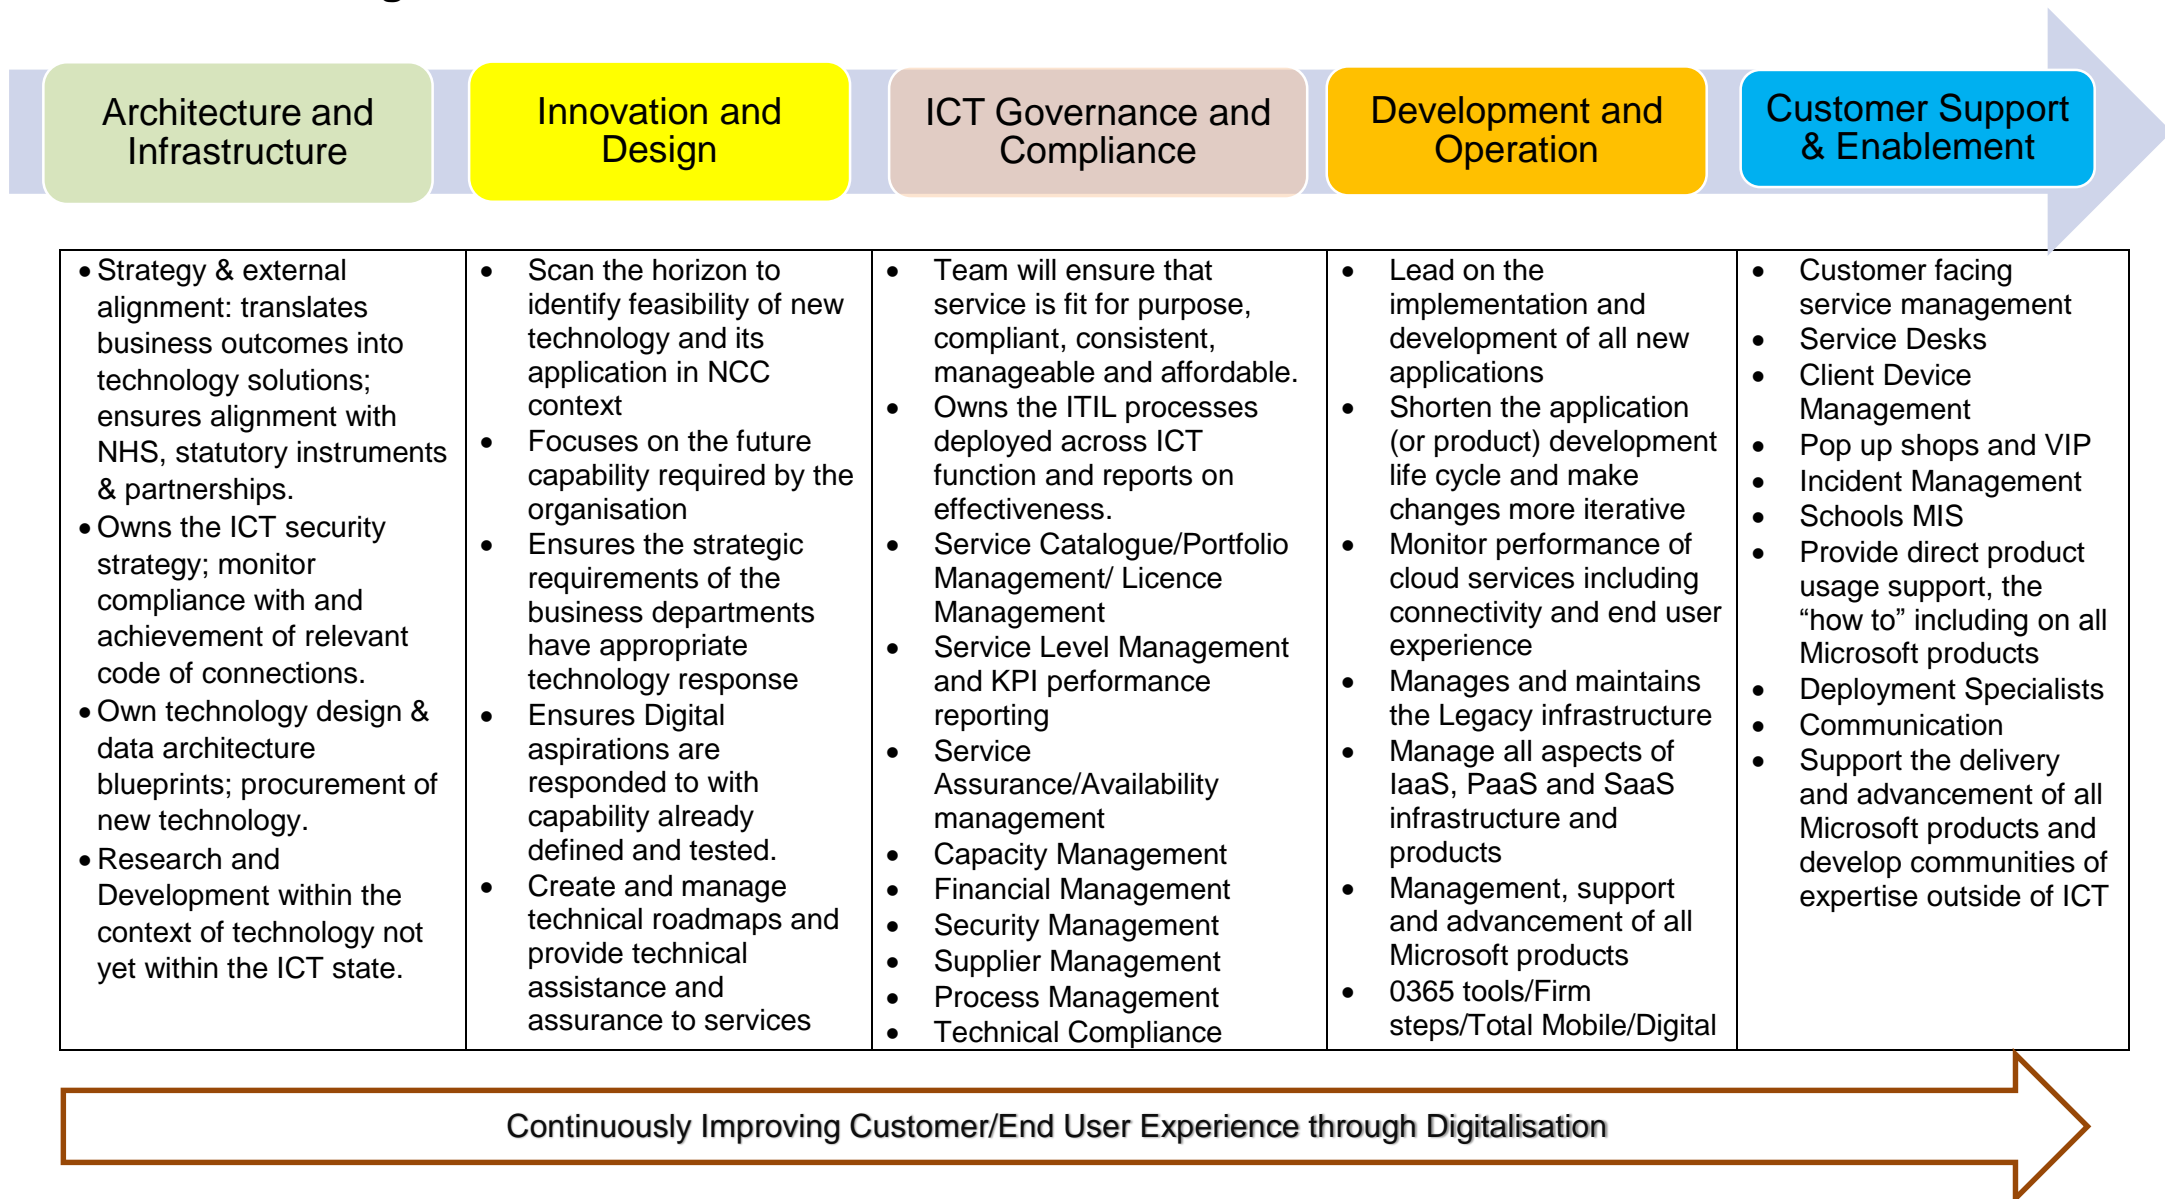 Architecture and
Infrastructure
Innovation and
Design
ICT Governance and
Compliance
Development and
Operation
Customer Support
& Enablement
• Strategy & external
alignment: translates
business outcomes into
technology solutions;
ensures alignment with
NHS, statutory instruments
& partnerships.
• Owns the ICT security
strategy; monitor
compliance with and
achievement of relevant
code of connections.
• Own technology design &
data architecture
blueprints; procurement of
new technology.
• Research and
Development within the
context of technology not
yet within the ICT state.
• Scan the horizon to
identify feasibility of new
technology and its
application in NCC
context
• Focuses on the future
capability required by the
organisation
• Ensures the strategic
requirements of the
business departments
have appropriate
technology response
• Ensures Digital
aspirations are
responded to with
capability already
defined and tested.
• Create and manage
technical roadmaps and
provide technical
assistance and
assurance to services
• Team will ensure that
service is fit for purpose,
compliant, consistent,
manageable and affordable.
• Owns the ITIL processes
deployed across ICT
function and reports on
effectiveness.
• Service Catalogue/Portfolio
Management/ Licence
Management
• Service Level Management
and KPI performance
reporting
• Service
Assurance/Availability
management
• Capacity Management
• Financial Management
• Security Management
• Supplier Management
• Process Management
• Technical Compliance
• Lead on the
implementation and
development of all new
applications
• Shorten the application
(or product) development
life cycle and make
changes more iterative
• Monitor performance of
cloud services including
connectivity and end user
experience
• Manages and maintains
the Legacy infrastructure
• Manage all aspects of
IaaS, PaaS and SaaS
infrastructure and
products
• Management, support
and advancement of all
Microsoft products
• 0365 tools/Firm
steps/Total Mobile/Digital
• Customer facing
service management
• Service Desks
• Client Device
Management
• Pop up shops and VIP
• Incident Management
• Schools MIS
• Provide direct product
usage support, the
“how to” including on all
Microsoft products
• Deployment Specialists
• Communication
• Support the delivery
and advancement of all
Microsoft products and
develop communities of
expertise outside of ICT
Continuously Improving Customer/End User Experience through Digitalisation